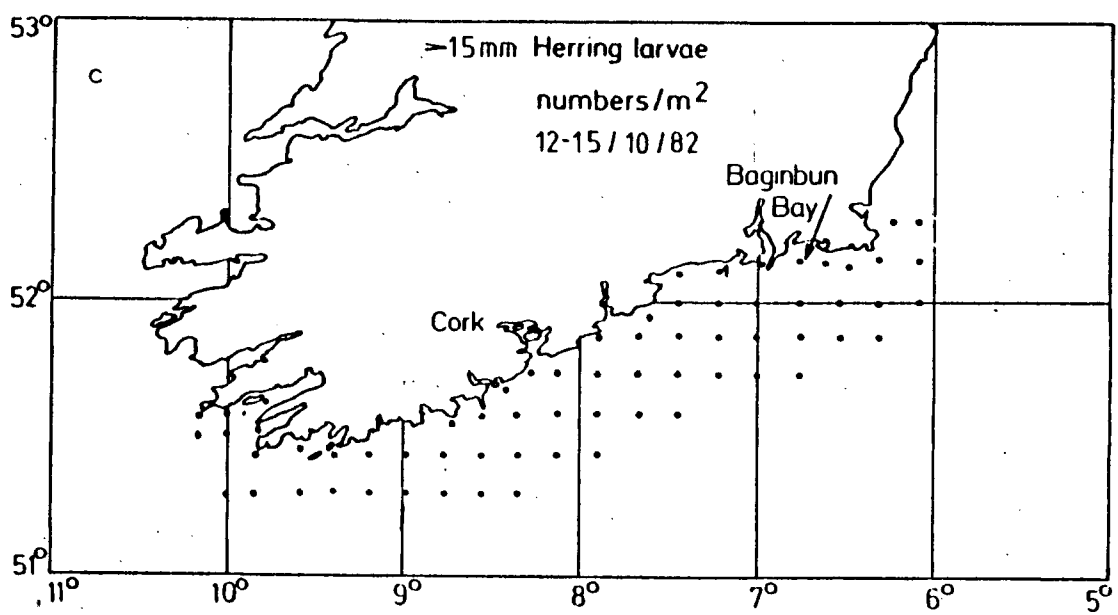 53°
c
>15mm Herring larvae
numbers/m²
12-15/10/82
Baginbun
Bay
1
52°
Cork
51°
11°
10°
9°
8°
7°
6°
5°